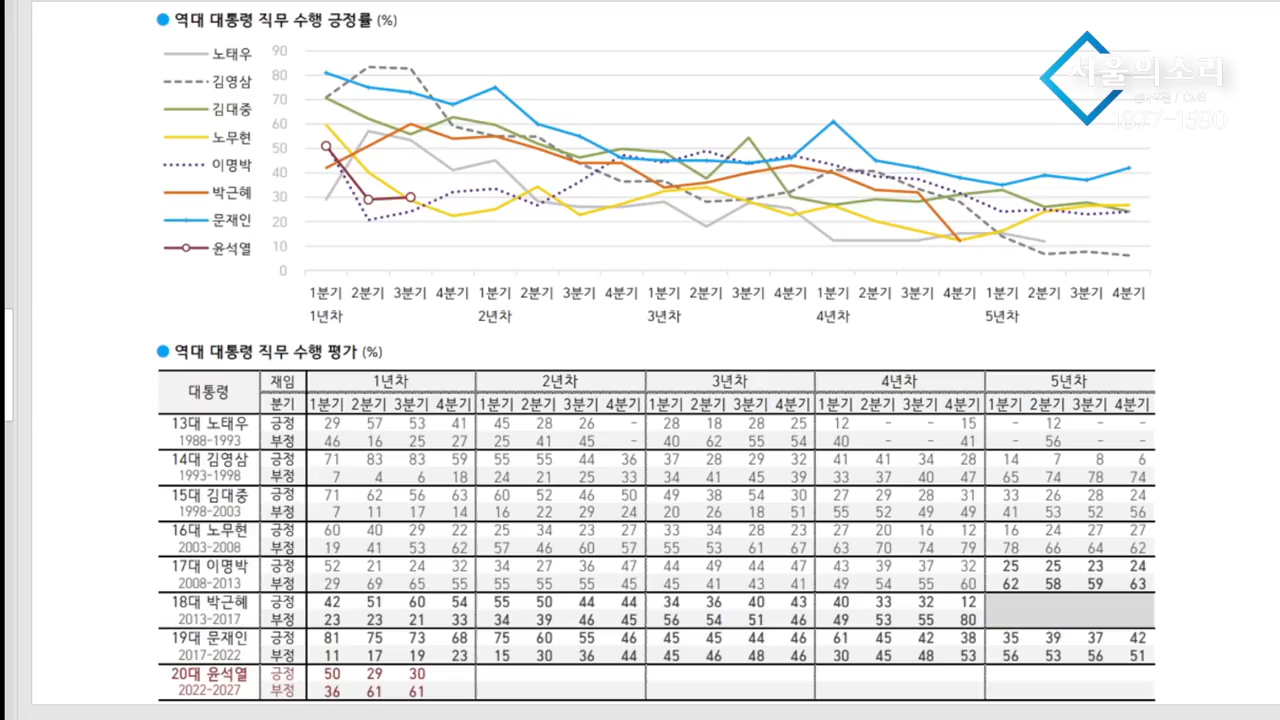 역대 대통령 직무 수행 긍정률 (%)
노태우
김영삼
김대중
노무현
이명박
박근혜
문재인
윤석열
90
80
70
60
50
40
30
20
10
0
1분기 2분기 3분기 4분기 1분기 2분기 3분기 4분기 1분기 2분기 3분기 4분기 1분기 2분기 3분기 4분기 1분기 2분기 3분기 4분기
1년차 2년차 3년차 4년차 5년차
서울의소리
1877-1590
역대 대통령 직무 수행 평가 (%)
대통령 재임 1년차 2년차 3년차 4년차 5년차
분기 1분기 2분기 3분기 4분기 1분기 2분기 3분기 4분기 1분기 2분기 3분기 4분기 1분기 2분기 3분기 4분기 1분기 2분기 3분기 4분기
13대 노태우 긍정 29 57 53 41 45 28 26 - 28 18 28 25 12 - - 15 - 12 - -
1988-1993 부정 46 16 25 27 25 41 45 - 40 62 55 54 40 - - 41 - 56 - -
14대 김영삼 긍정 71 83 83 59 55 55 44 36 37 28 29 32 41 41 34 28 14 7 8 6
1993-1998 부정 7 4 6 18 24 21 25 33 34 41 45 39 33 37 40 47 65 74 78 74
15대 김대중 긍정 71 62 56 63 60 52 46 50 49 38 54 30 27 29 28 31 33 26 28 24
1998-2003 부정 7 11 17 14 16 22 29 24 20 26 18 51 55 52 49 49 41 53 52 56
16대 노무현 긍정 60 40 29 22 25 34 23 27 33 34 28 23 27 20 16 12 16 24 27 27
2003-2008 부정 19 41 53 62 57 46 60 57 55 53 61 67 63 70 74 79 78 66 64 62
17대 이명박 긍정 52 21 24 32 34 27 36 47 44 49 44 47 43 39 37 32 25 25 23 24
2008-2013 부정 29 69 65 55 55 55 55 45 45 41 43 41 49 54 55 60 62 58 59 63
18대 박근혜 긍정 42 51 60 54 55 50 44 44 34 36 40 43 40 33 32 12
2013-2017 부정 23 23 21 33 34 39 46 45 56 54 51 46 49 53 55 80
19대 문재인 긍정 81 75 73 68 75 60 55 46 45 45 44 46 61 45 42 38 35 39 37 42
2017-2022 부정 11 17 19 23 15 30 36 44 45 46 48 46 30 45 48 53 56 53 56 51
20대 윤석열 긍정 50 29 30
2022-2027 부정 36 61 61